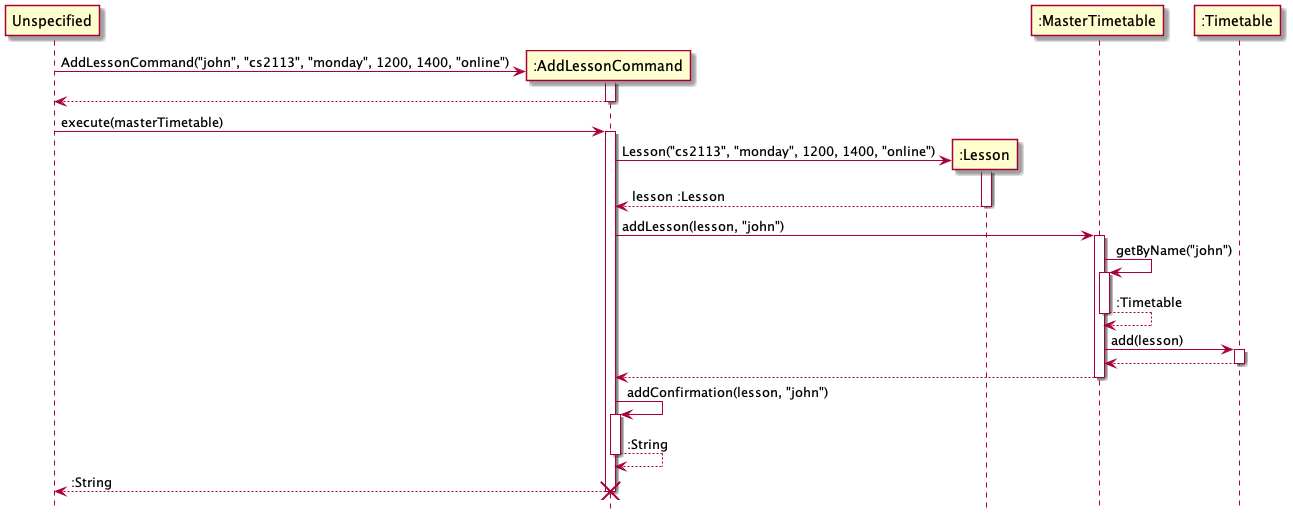 Unspecified
:MasterTimetable
:Timetable
AddLessonCommand("john", "cs2113", "monday", 1200, 1400, "online")
:AddLessonCommand
execute(masterTimetable)
Lesson("cs2113", "monday", 1200, 1400, "online")
:Lesson
lesson :Lesson
addLesson(lesson, "john")
getByName("john")
:Timetable
add(lesson)
addConfirmation(lesson, "john")
:String
:String